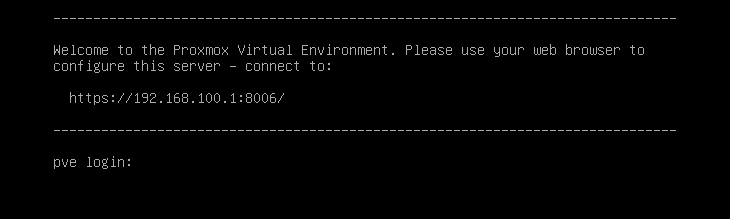 ------------------------------------------------------------------------------
Welcome to the Proxmox Virtual Environment. Please use your web browser to
configure this server - connect to:
https://192.168.100.1:8006/
------------------------------------------------------------------------------
pve login: